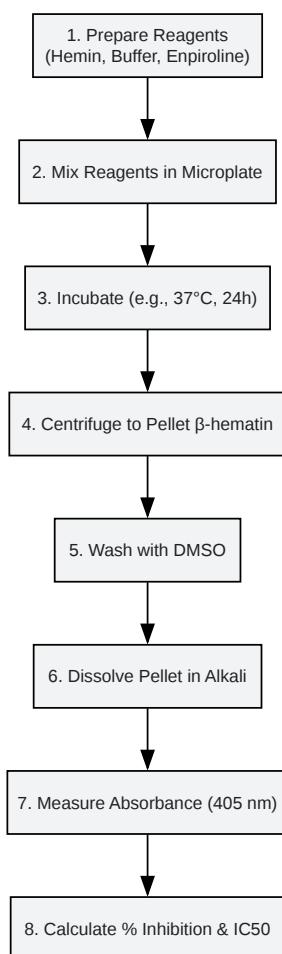 1. Prepare Reagents
(Hemin, Buffer, Enpiroline)
2. Mix Reagents in Microplate
3. Incubate (e.g., 37°C, 24h)
4. Centrifuge to Pellet β-hematin
5. Wash with DMSO
6. Dissolve Pellet in Alkali
7. Measure Absorbance (405 nm)
8. Calculate % Inhibition & IC50